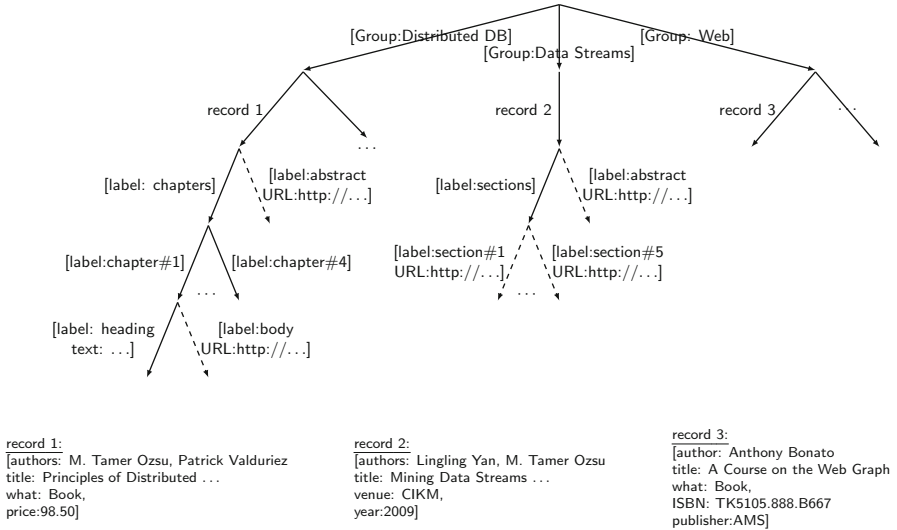 [Group:Distributed DB]
[Group:Data Streams]
[Group: Web]
record 1
...
record 2
record 3
...
[label: chapters]
[label:abstract
URL:http://...]
[label:sections]
[label:abstract
URL:http://...]
[label:chapter#1]
...
[label:chapter#4]
[label:section#1
URL:http://...]
...
[label:section#5
URL:http://...]
[label: heading
text: ...]
[label:body
URL:http://...]
record 1:
[authors: M. Tamer Ozsu, Patrick Valduriez
title: Principles of Distributed ...
what: Book,
price:98.50]
record 2:
[authors: Lingling Yan, M. Tamer Ozsu
title: Mining Data Streams ...
venue: CIKM,
year:2009]
record 3:
[author: Anthony Bonato
title: A Course on the Web Graph
what: Book,
ISBN: TK5105.888.B667
publisher:AMS]